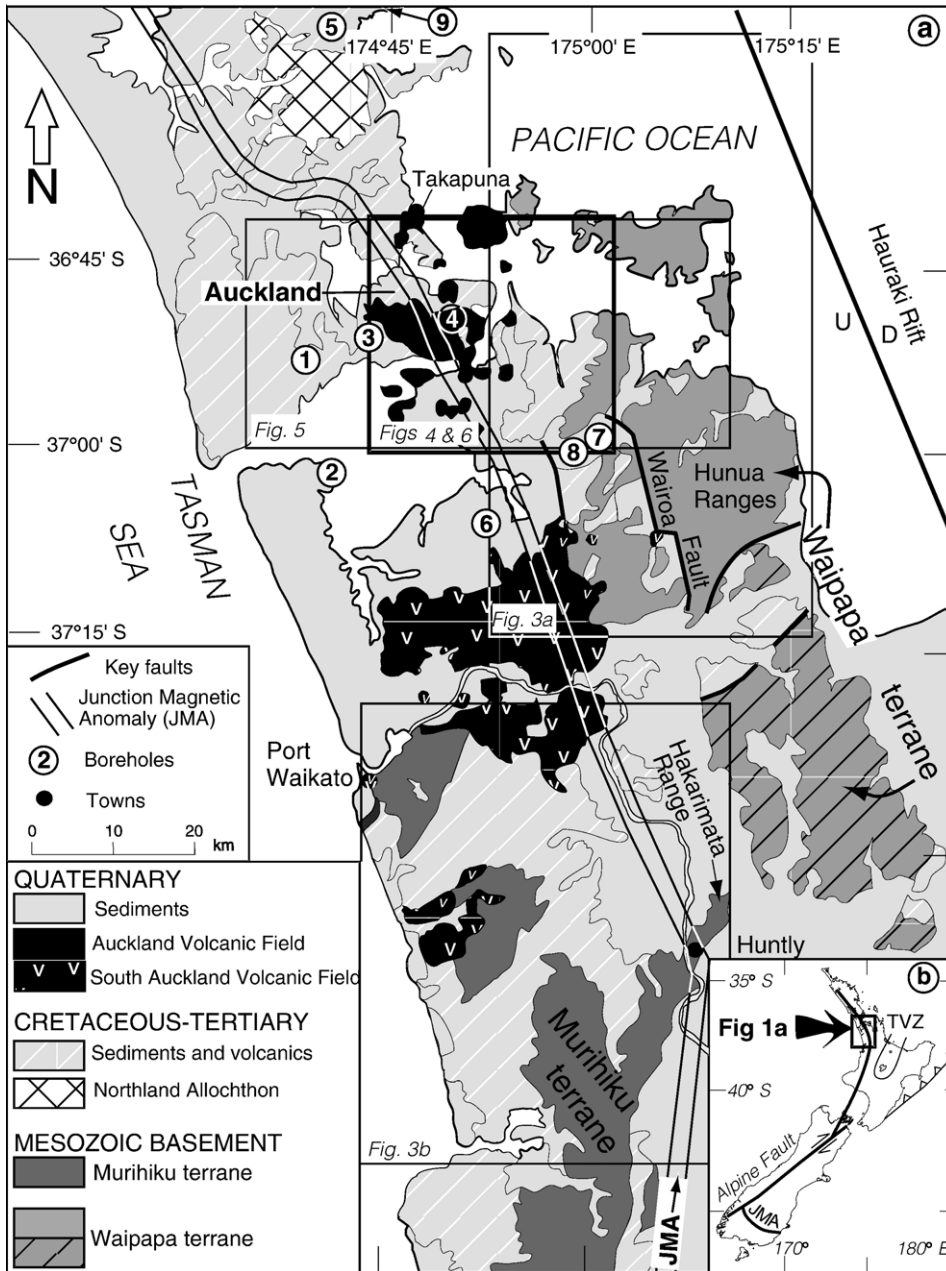 5
9
174°45' E
175°00' E
175°15' E
a
PACIFIC OCEAN
N
Takapuna
36°45' S
Hauraki Rift
Auckland
U
D
4
3
1
Fig. 5
Figs 4 & 6
37°00' S
7
8
2
Wairoa
Fault
Hunua
Ranges
TASMAN
SEA
6
Waipapa
terrane
Fig. 3a
37°15' S
V V V V V V
Key faults
Junction Magnetic
Anomaly (JMA)
2 Boreholes
Towns
0 10 20
km
Port
Waikato
Hakarimata
Range
QUATERNARY
Sediments
Auckland Volcanic Field
V V
South Auckland Volcanic Field
CRETACEOUS-TERTIARY
Sediments and volcanics
Northland Allochthon
MESOZOIC BASEMENT
Murihiku terrane
Waipapa terrane
Huntly
Murihiku
terrane
Fig. 3b
JMA
35° S
b
Fig 1a
TVZ
40° S
Alpine Fault
JMA
170°
180° E